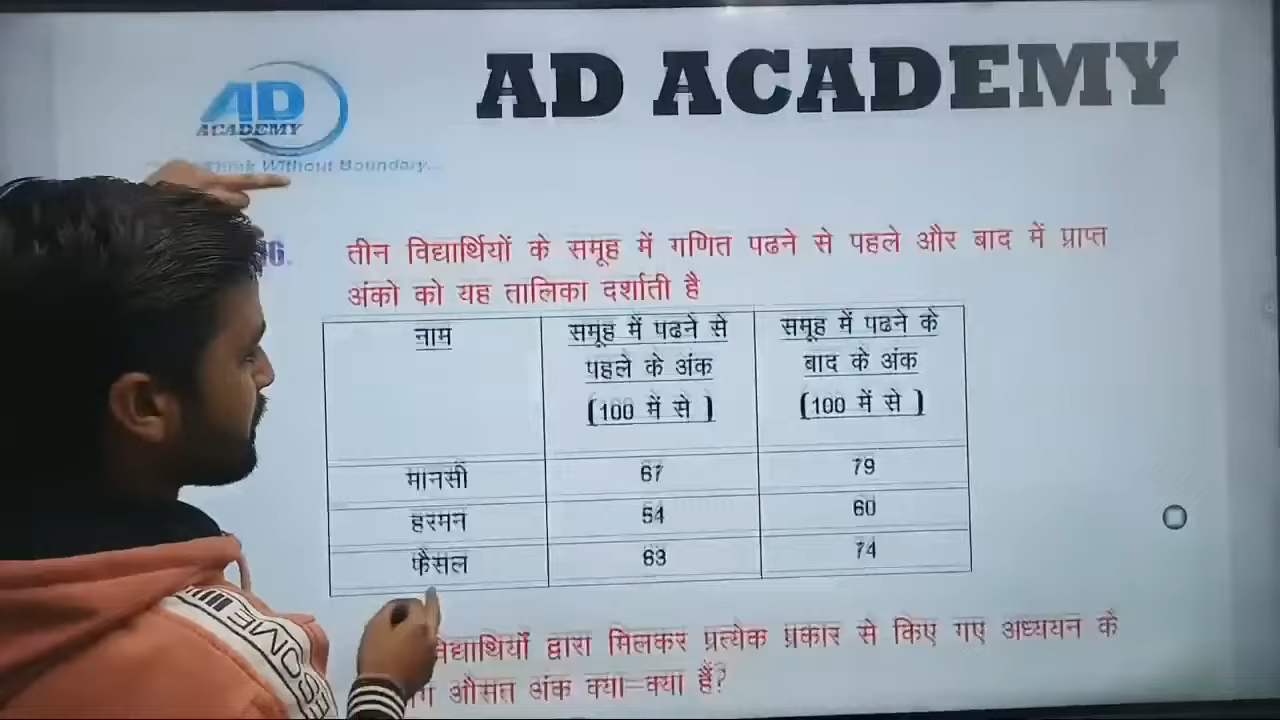 AD ACADEMY
AD
ACADEMY
Think Without Boundary...
तीन विद्यार्थियों के समूह में गणित पढने से पहले और बाद में प्राप्त
अंको को यह तालिका दर्शाती है
नाम
समूह में पढने से
पहले के अंक
(100 में से )
समूह में पढने के
बाद के अंक
(100 में से )
मानसी 67 79
हरमन 54 60
फैसल 63 74
द्वारा मिलकर प्रत्येक प्रकार से किए गए अध्ययन के
औसत अंक क्या–क्या हैं?